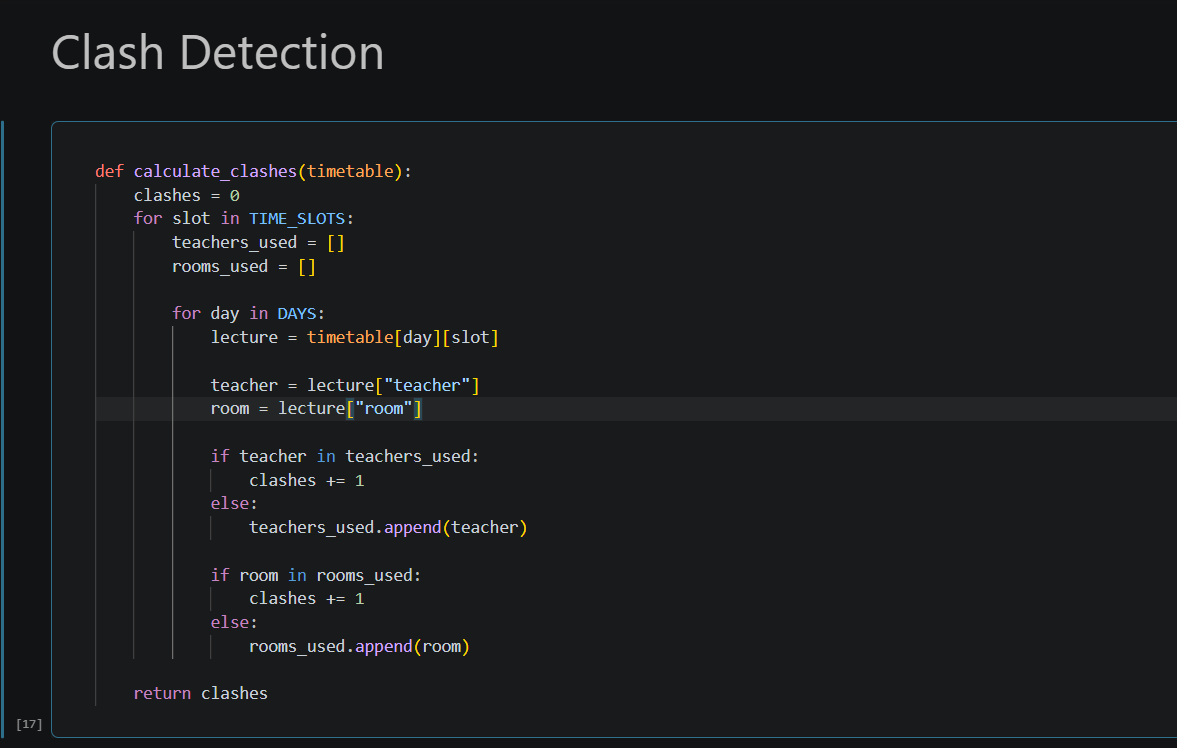 Clash Detection
def calculate_clashes(timetable):
    clashes = 0
    for slot in TIME_SLOTS:
        teachers_used = []
        rooms_used = []
        for day in DAYS:
            lecture = timetable[day][slot]
            teacher = lecture["teacher"]
            room = lecture["room"]
            if teacher in teachers_used:
                clashes += 1
            else:
                teachers_used.append(teacher)
            if room in rooms_used:
                clashes += 1
            else:
                rooms_used.append(room)
    return clashes
[17]